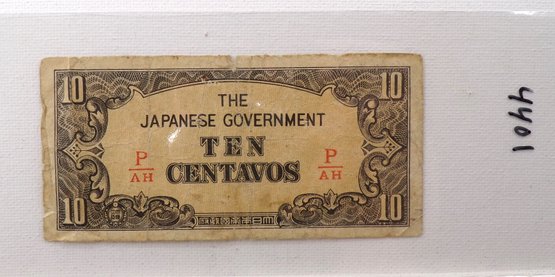 10 10
THE
JAPANESE GOVERNMENT
TEN
CENTAVOS
P/AH P/AH
10 10
4401